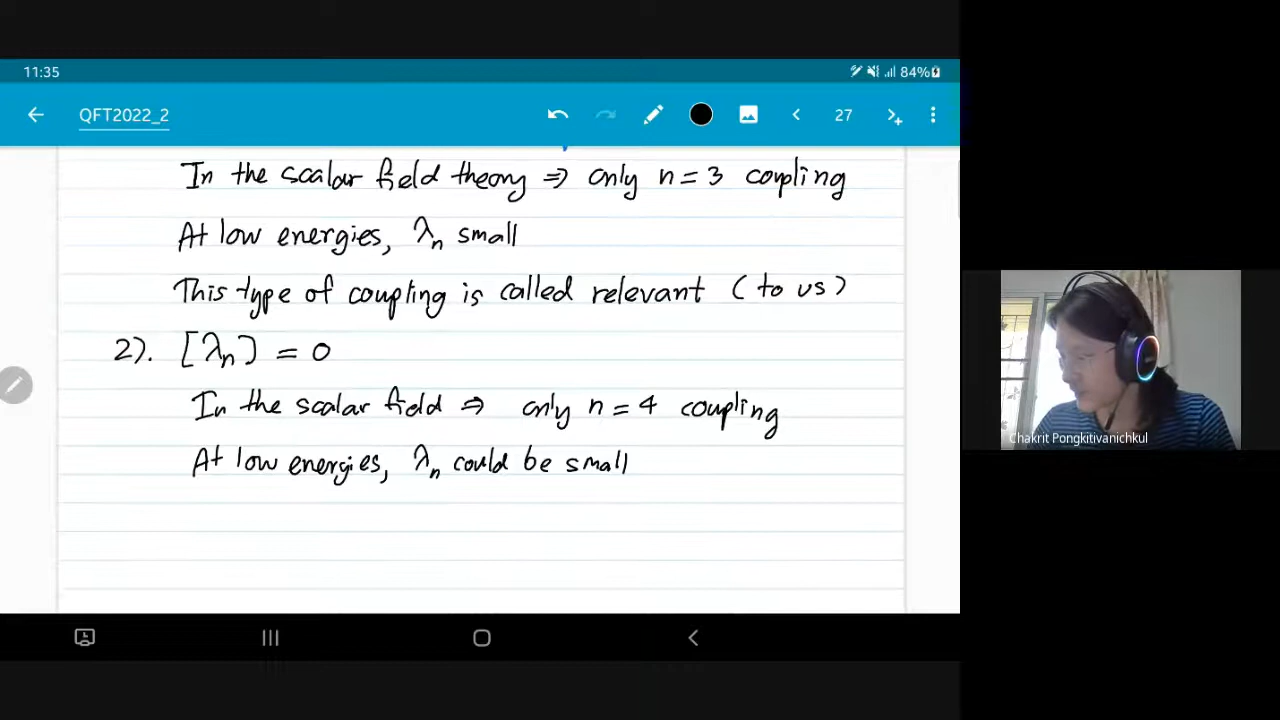 11:35
84%
QFT2022_2
27
In the scalar field theory ⇒ only n = 3 coupling
At low energies, λn small
This type of coupling is called relevant (to us)
2). [λn] = 0
In the scalar field ⇒ only n = 4 coupling
At low energies, λn could be small
Chakrit Pongkitivanichkul